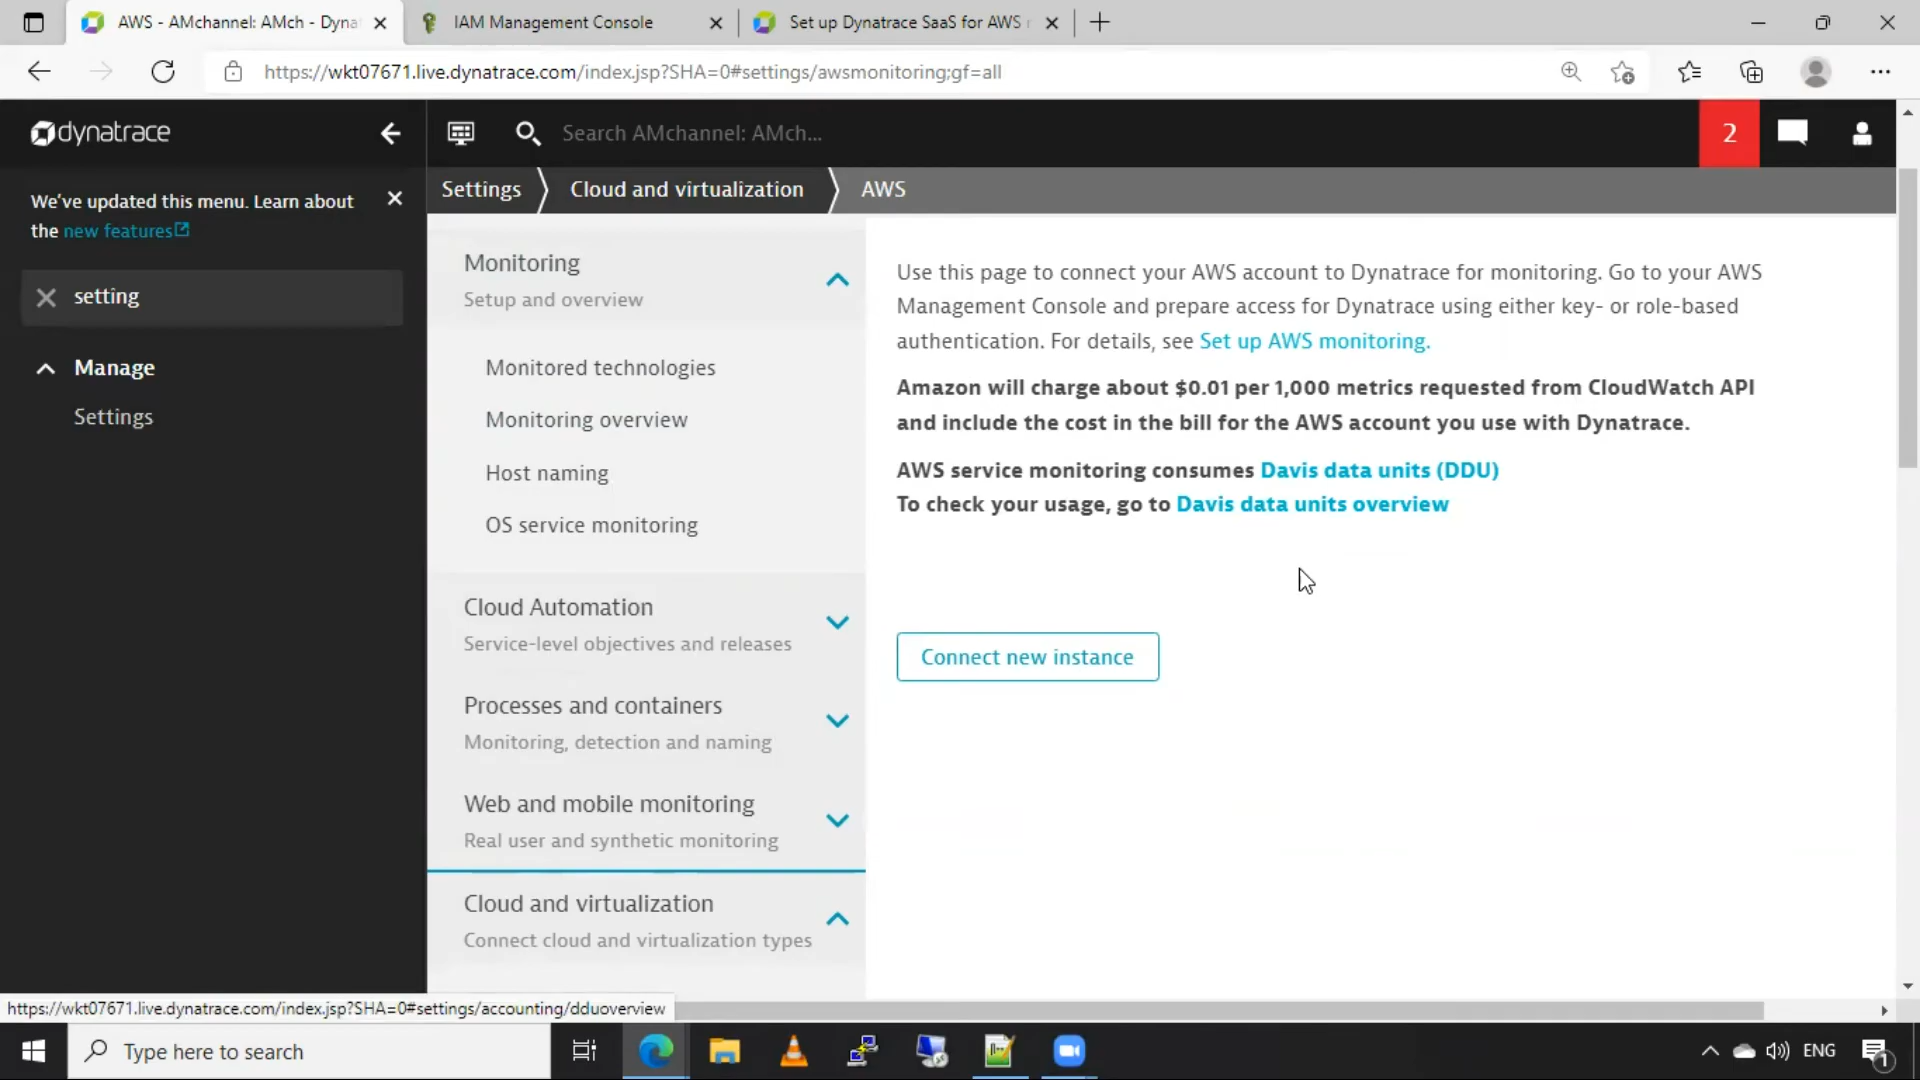 AWS - AMchannel: AMch - Dyna
IAM Management Console
Set up Dynatrace SaaS for AWS
https://wkt07671.live.dynatrace.com/index.jsp?SHA=0#settings/awsmonitoring;gf=all
dynatrace
Search AMchannel: AMch...
2
We've updated this menu. Learn about
the new features
setting
Manage
Settings
Settings
Cloud and virtualization
AWS
Monitoring
Setup and overview
Monitored technologies
Monitoring overview
Host naming
OS service monitoring
Cloud Automation
Service-level objectives and releases
Processes and containers
Monitoring, detection and naming
Web and mobile monitoring
Real user and synthetic monitoring
Cloud and virtualization
Connect cloud and virtualization types
Use this page to connect your AWS account to Dynatrace for monitoring. Go to your AWS
Management Console and prepare access for Dynatrace using either key- or role-based
authentication. For details, see Set up AWS monitoring.
Amazon will charge about $0.01 per 1,000 metrics requested from CloudWatch API
and include the cost in the bill for the AWS account you use with Dynatrace.
AWS service monitoring consumes Davis data units (DDU)
To check your usage, go to Davis data units overview
Connect new instance
https://wkt07671.live.dynatrace.com/index.jsp?SHA=0#settings/accounting/dduoverview
Type here to search
ENG
1